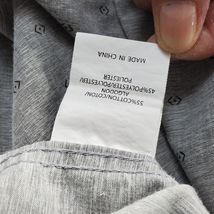 55%COTTON/COTON/
ALGODON
45%POLYESTER/POLYESTER/
POLIESTER
MADE IN CHINA